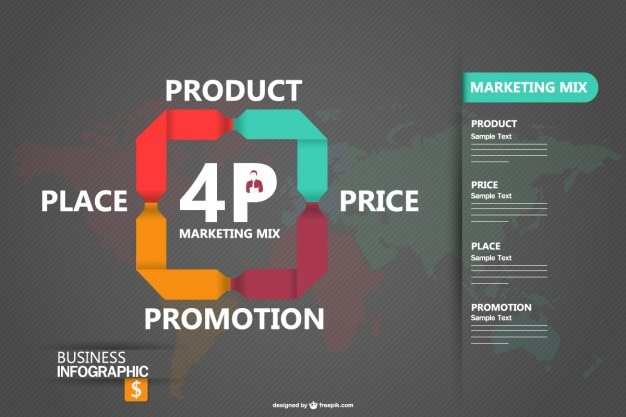 PRODUCT
PLACE
4P
MARKETING MIX
PRICE
PROMOTION
BUSINESS
INFOGRAPHIC
$
MARKETING MIX
PRODUCT
Sample Text
PRICE
Sample Text
PLACE
Sample Text
PROMOTION
Sample Text
designed by freepik.com